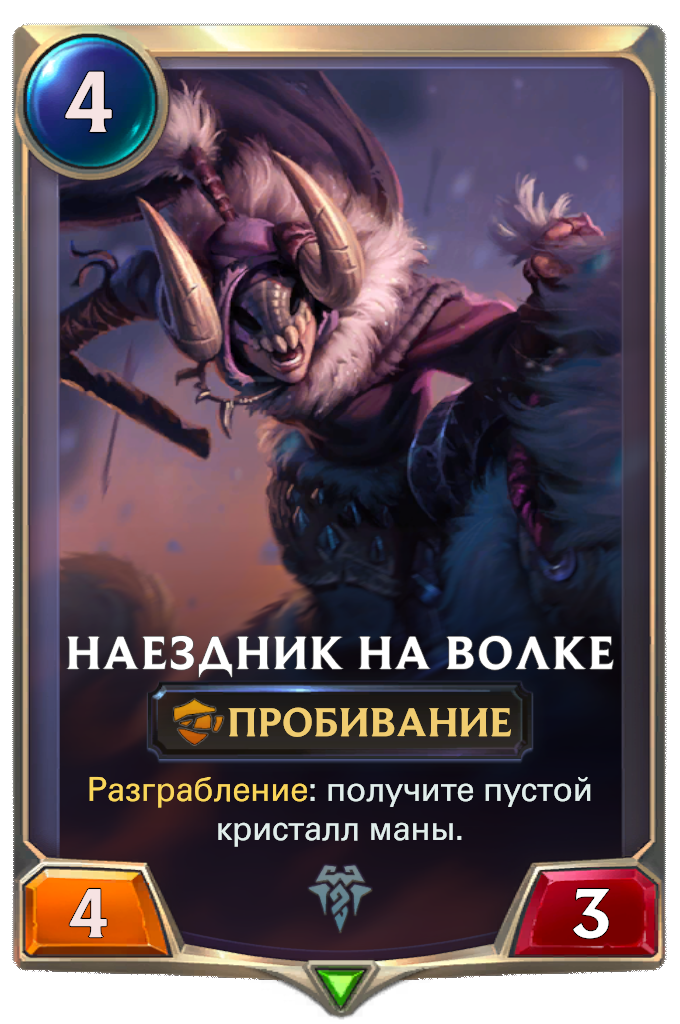 4
НАЕЗДНИК НА ВОЛКЕ
ПРОБИВАНИЕ
Разграбление: получите пустой
кристалл маны.
4
3